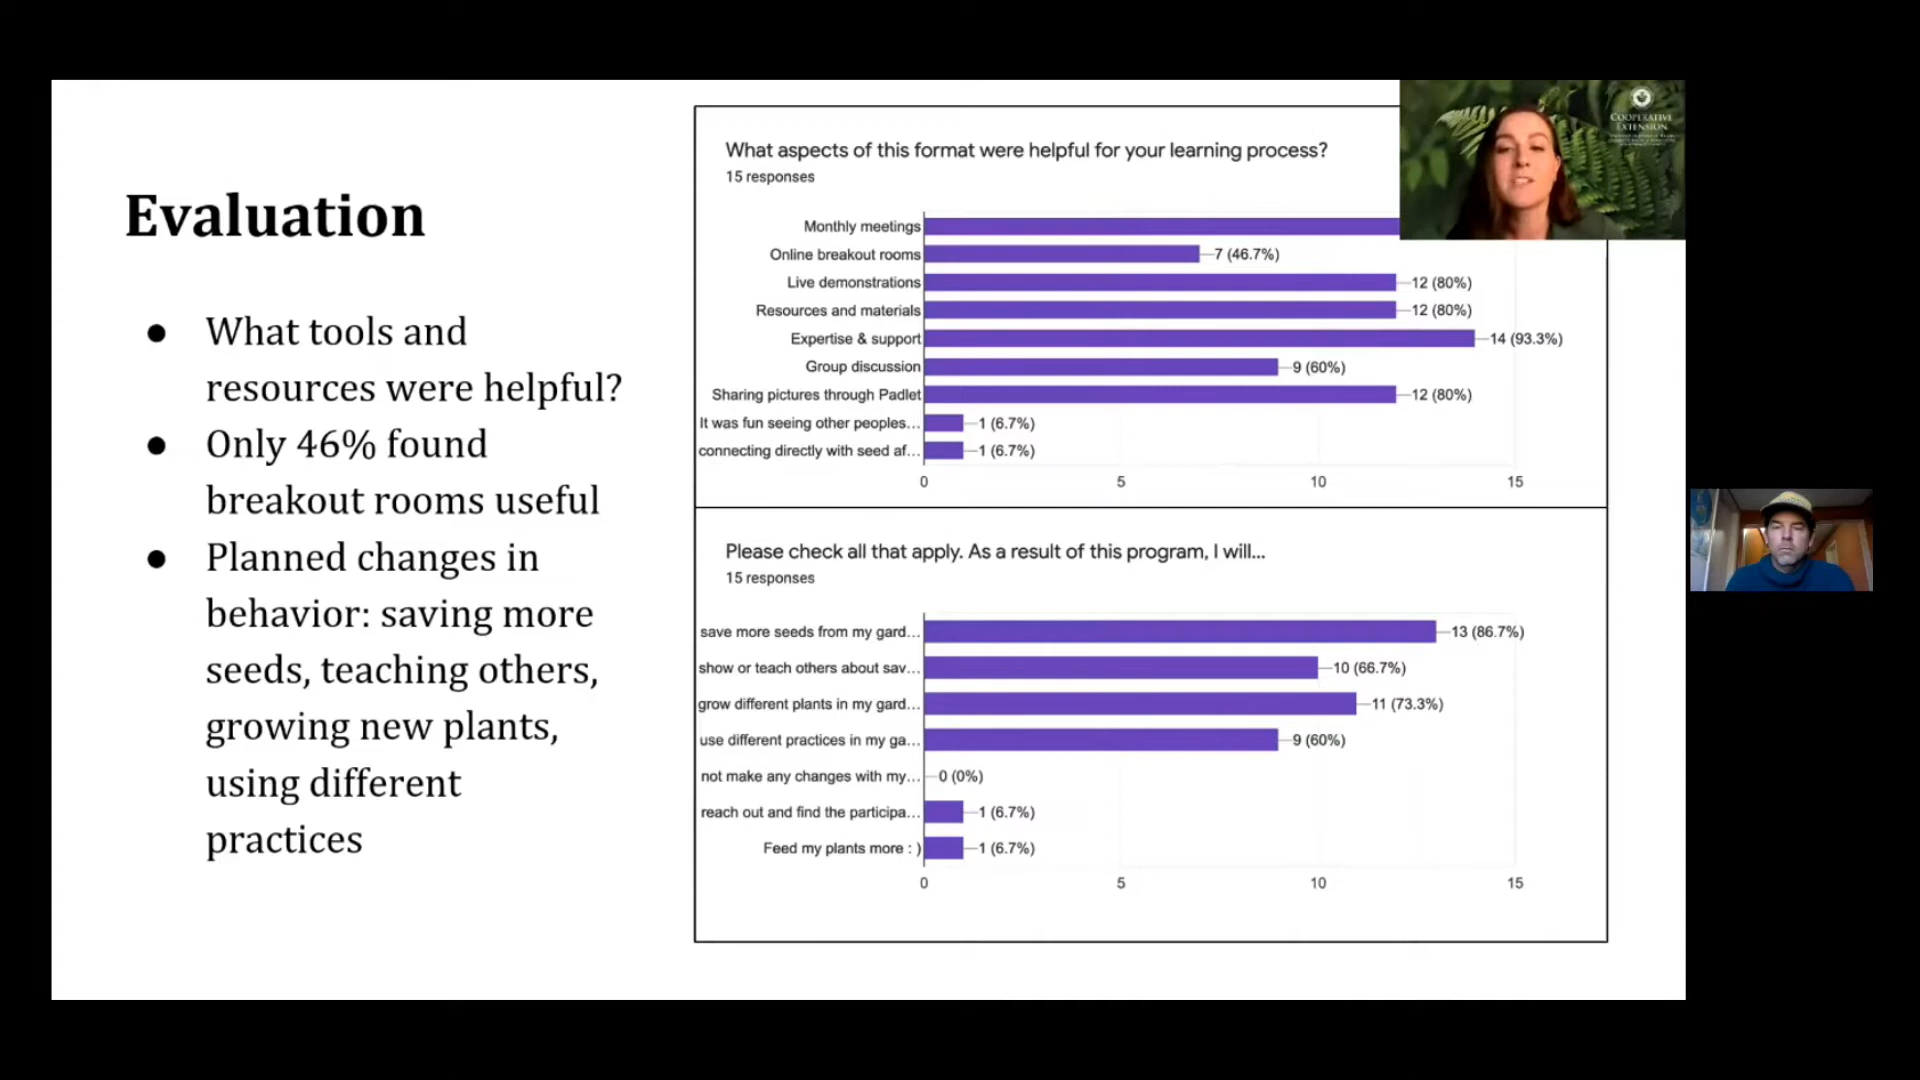 Evaluation
● What tools and
resources were helpful?
● Only 46% found
breakout rooms useful
● Planned changes in
behavior: saving more
seeds, teaching others,
growing new plants,
using different
practices
What aspects of this format were helpful for your learning process?
15 responses
Monthly meetings
Online breakout rooms 7 (46.7%)
Live demonstrations 12 (80%)
Resources and materials 12 (80%)
Expertise & support 14 (93.3%)
Group discussion 9 (60%)
Sharing pictures through Padlet 12 (80%)
It was fun seeing other peoples... 1 (6.7%)
connecting directly with seed af... 1 (6.7%)
0 5 10 15
Please check all that apply. As a result of this program, I will...
15 responses
save more seeds from my gard... 13 (86.7%)
show or teach others about sav... 10 (66.7%)
grow different plants in my gard... 11 (73.3%)
use different practices in my ga... 9 (60%)
not make any changes with my... 0 (0%)
reach out and find the participa... 1 (6.7%)
Feed my plants more : ) 1 (6.7%)
0 5 10 15
COOPERATIVE
EXTENSION